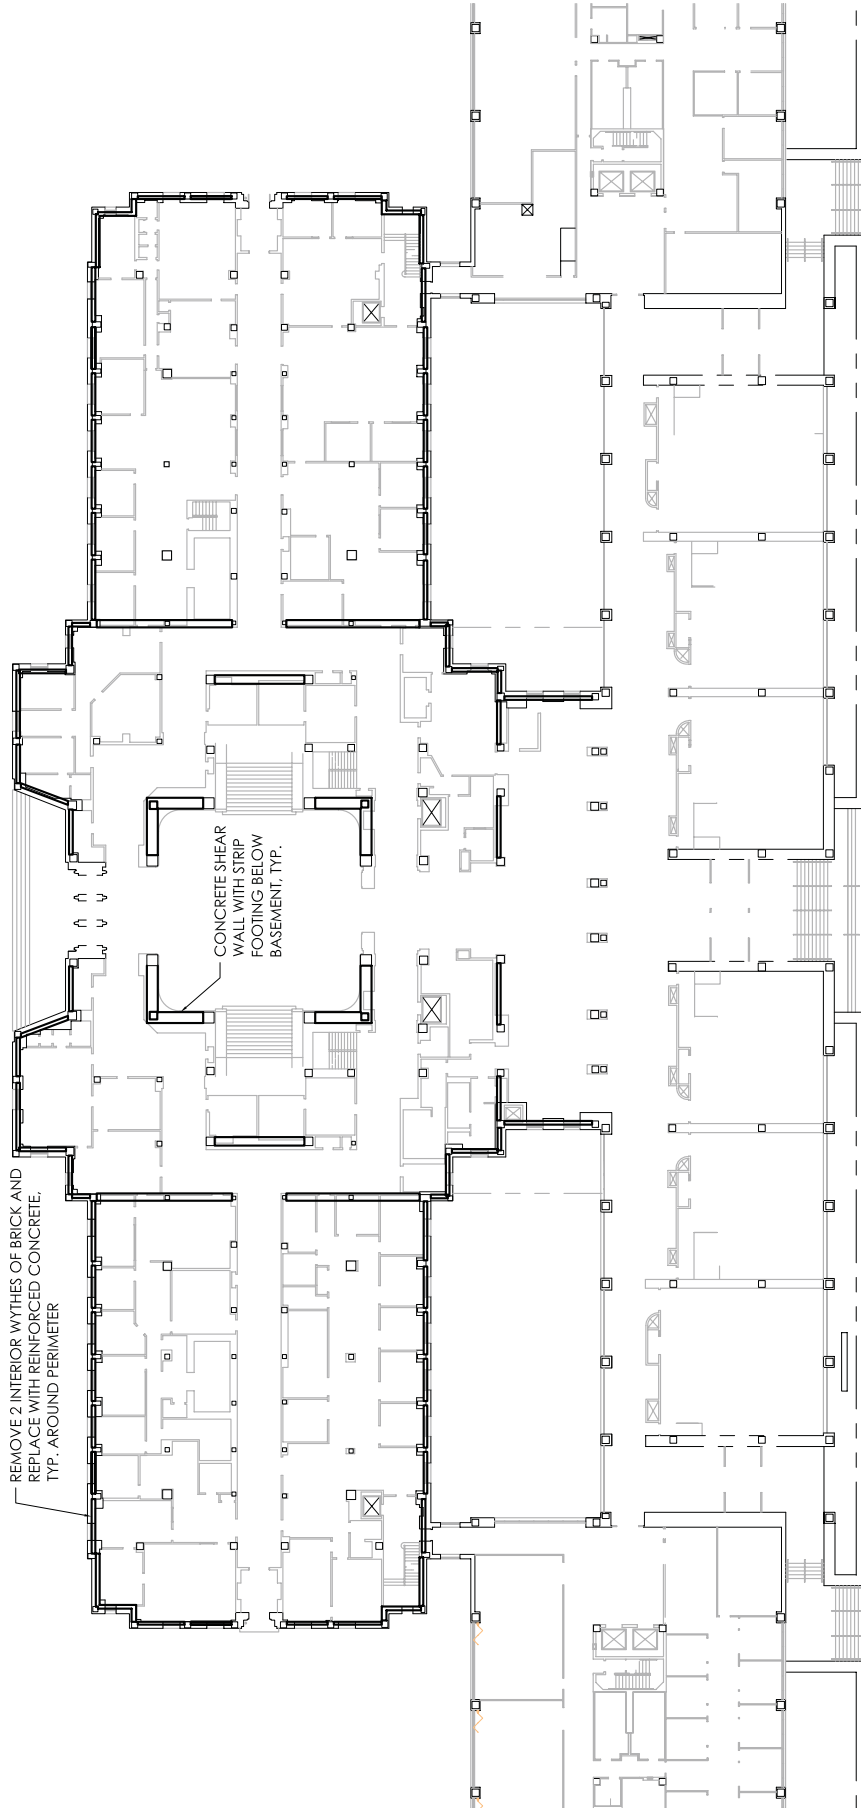 REMOVE 2 INTERIOR WYTHES OF BRICK AND
REPLACE WITH REINFORCED CONCRETE,
TYP. AROUND PERIMETER
CONCRETE SHEAR
WALL WITH STRIP
FOOTING BELOW
BASEMENT, TYP.